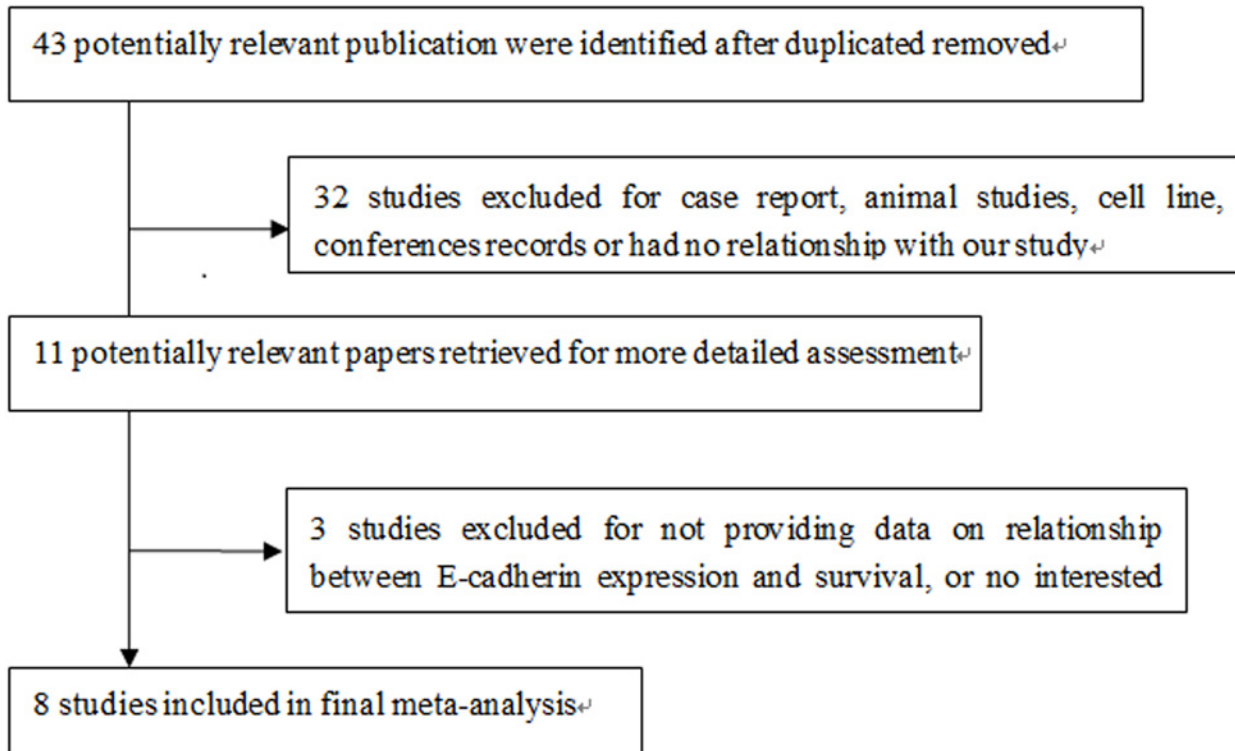 43 potentially relevant publication were identified after duplicated removed↵
32 studies excluded for case report, animal studies, cell line,
conferences records or had no relationship with our study↵
11 potentially relevant papers retrieved for more detailed assessment↵
3 studies excluded for not providing data on relationship
between E-cadherin expression and survival, or no interested
8 studies included in final meta-analysis↵